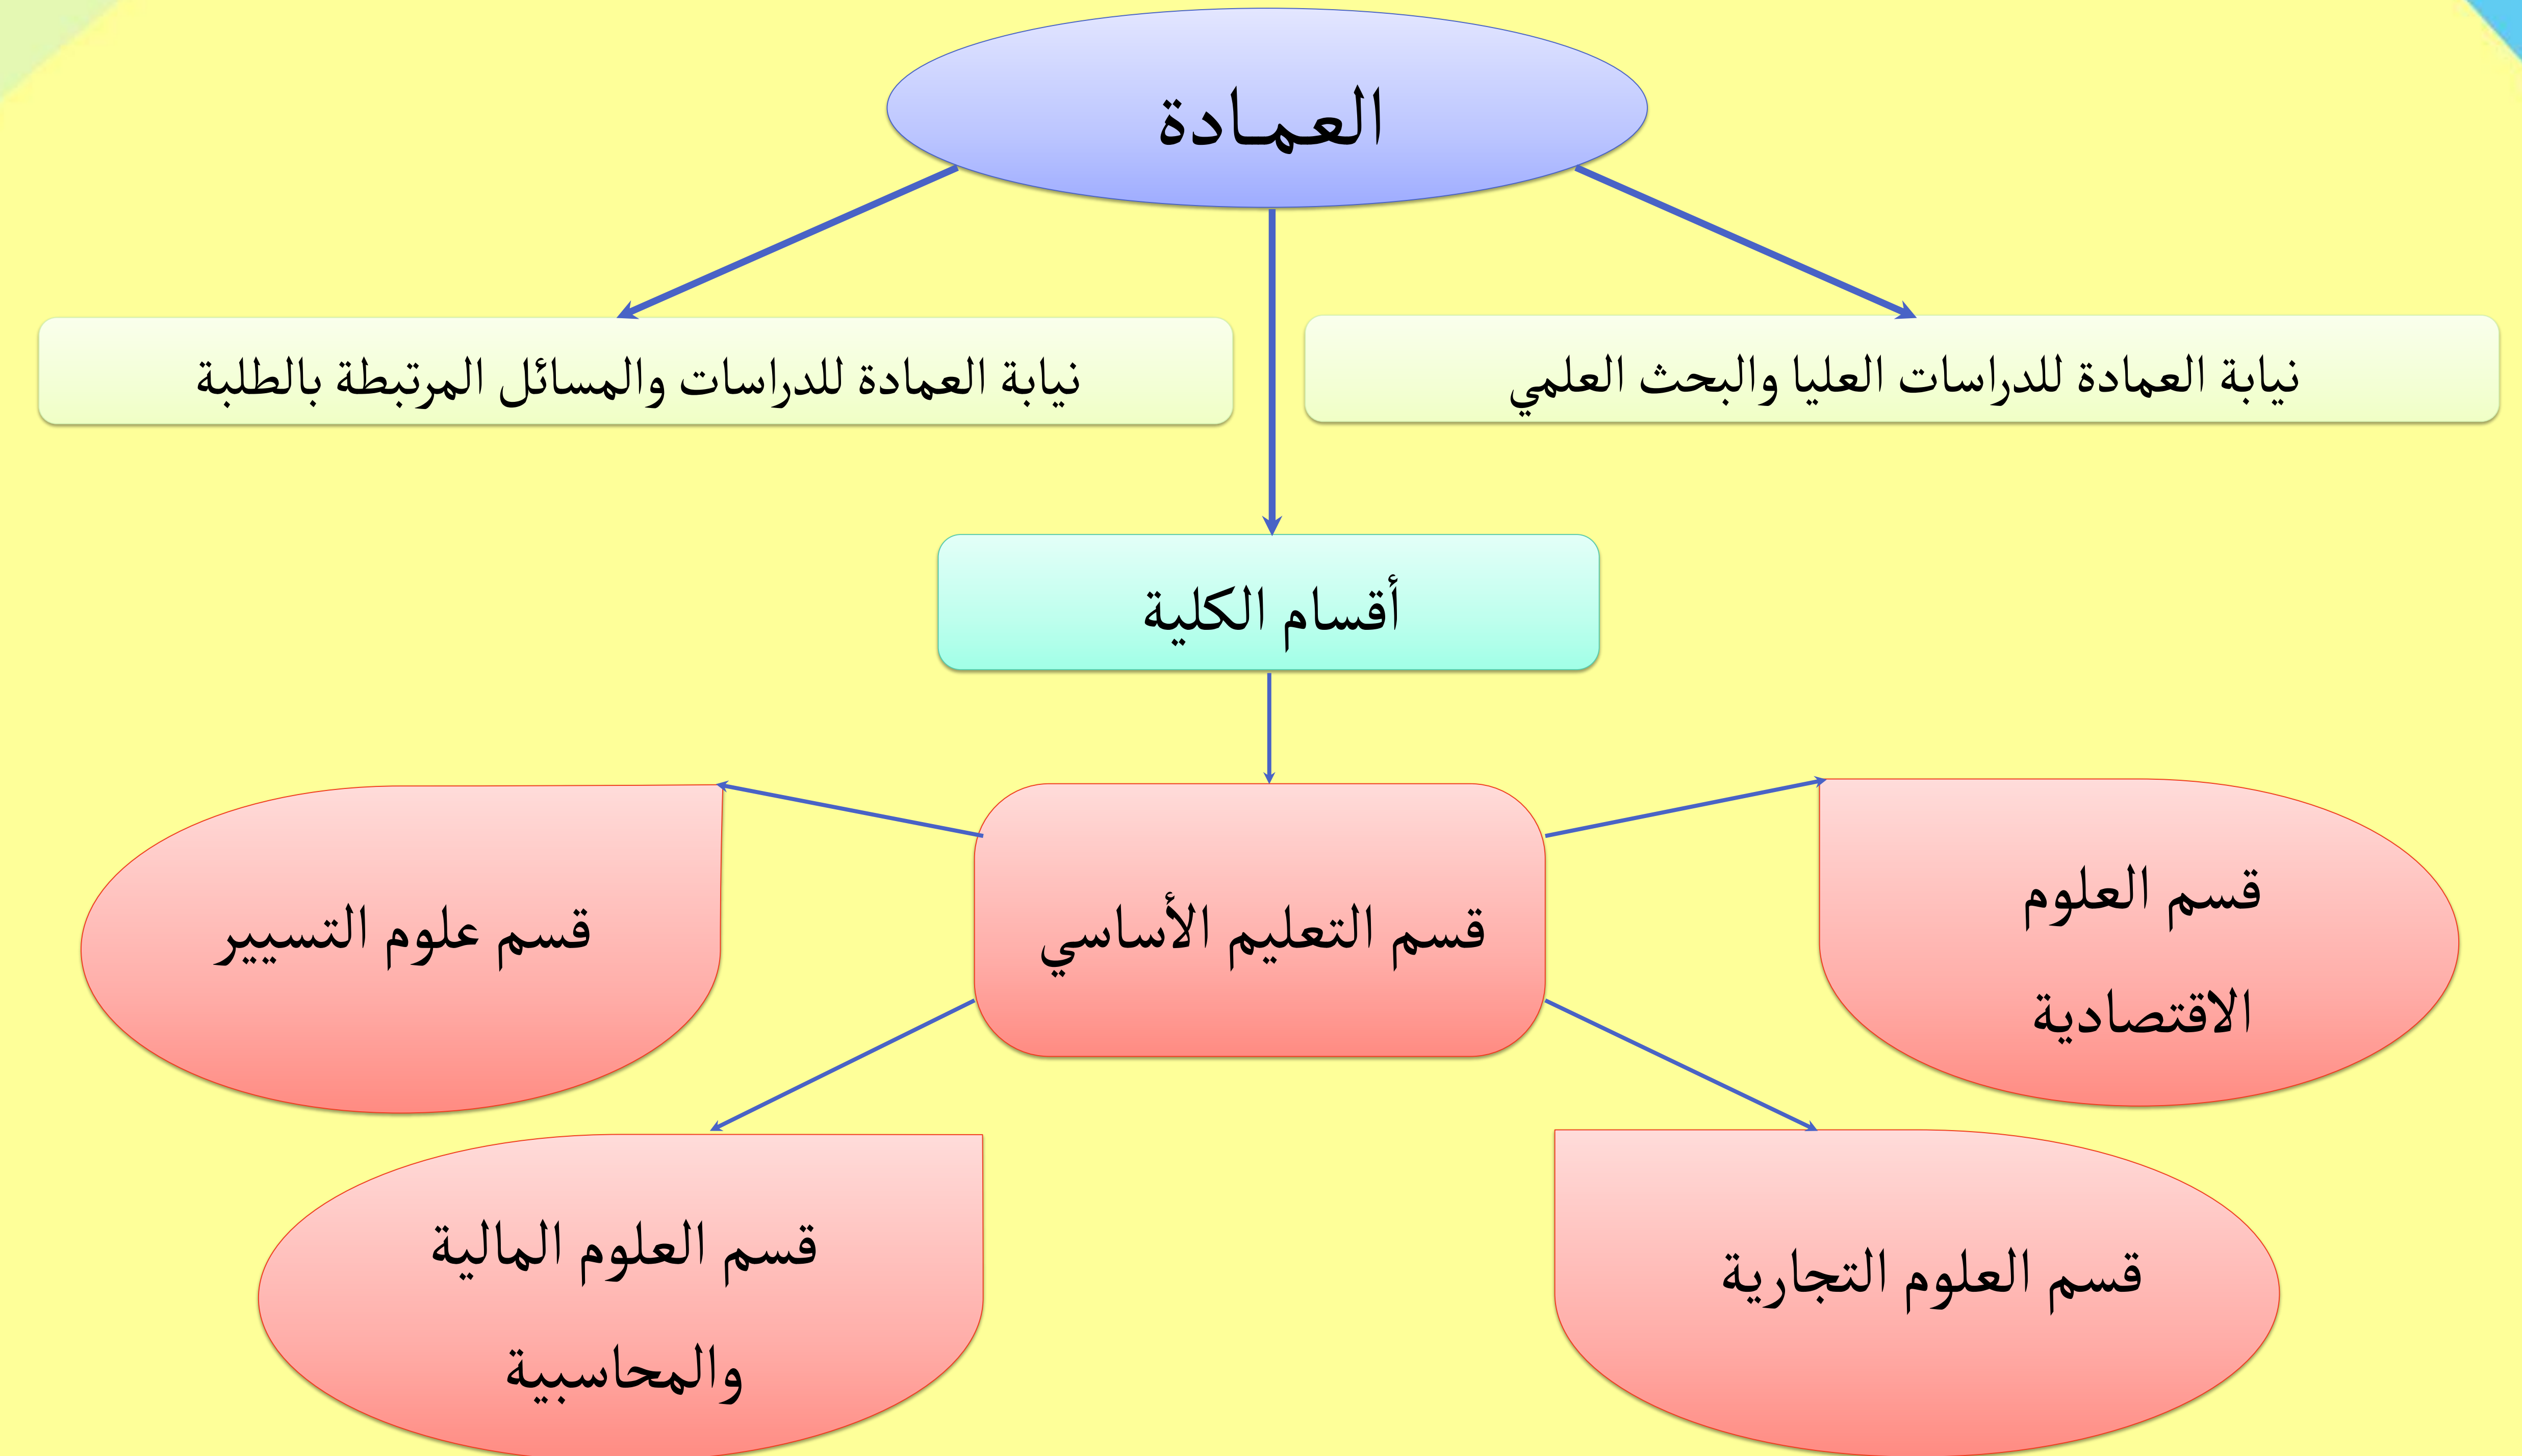 العمادة
نيابة العمادة للدراسات العليا والبحث العلمي
نيابة العمادة للدراسات والمسائل المرتبطة بالطلبة
أقسام الكلية
قسم العلوم
الاقتصادية
قسم التعليم الأساسي
قسم علوم التسيير
قسم العلوم التجارية
قسم العلوم المالية
والمحاسبية